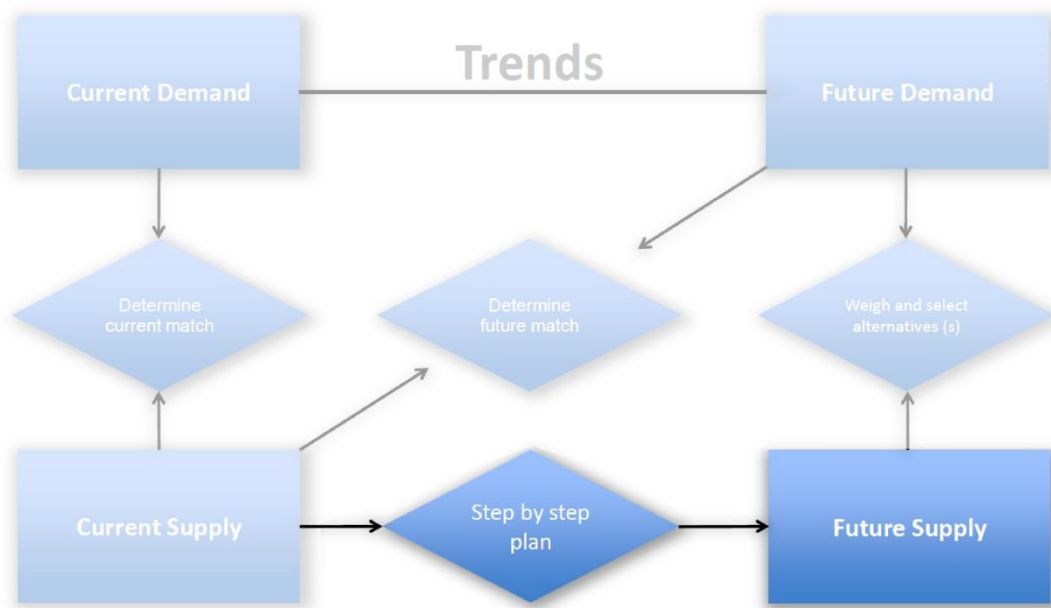 Trends
Current Demand
Future Demand
Determine
current match
Determine
future match
Weigh and select
alternatives (s)
Current Supply
Step by step
plan
Future Supply